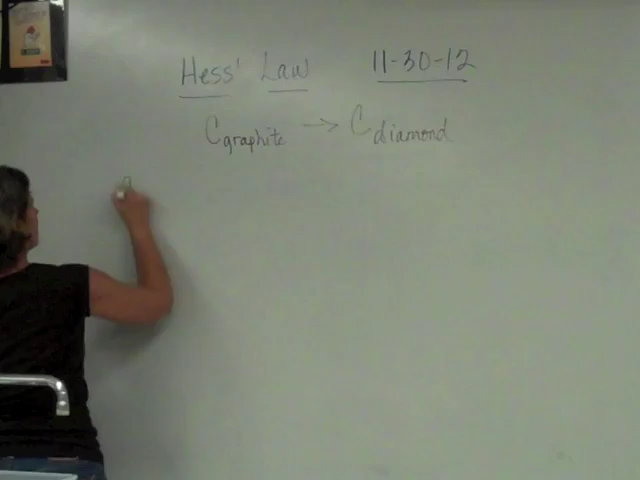 Hess' Law 11-30-12
Cgraphite → Cdiamond